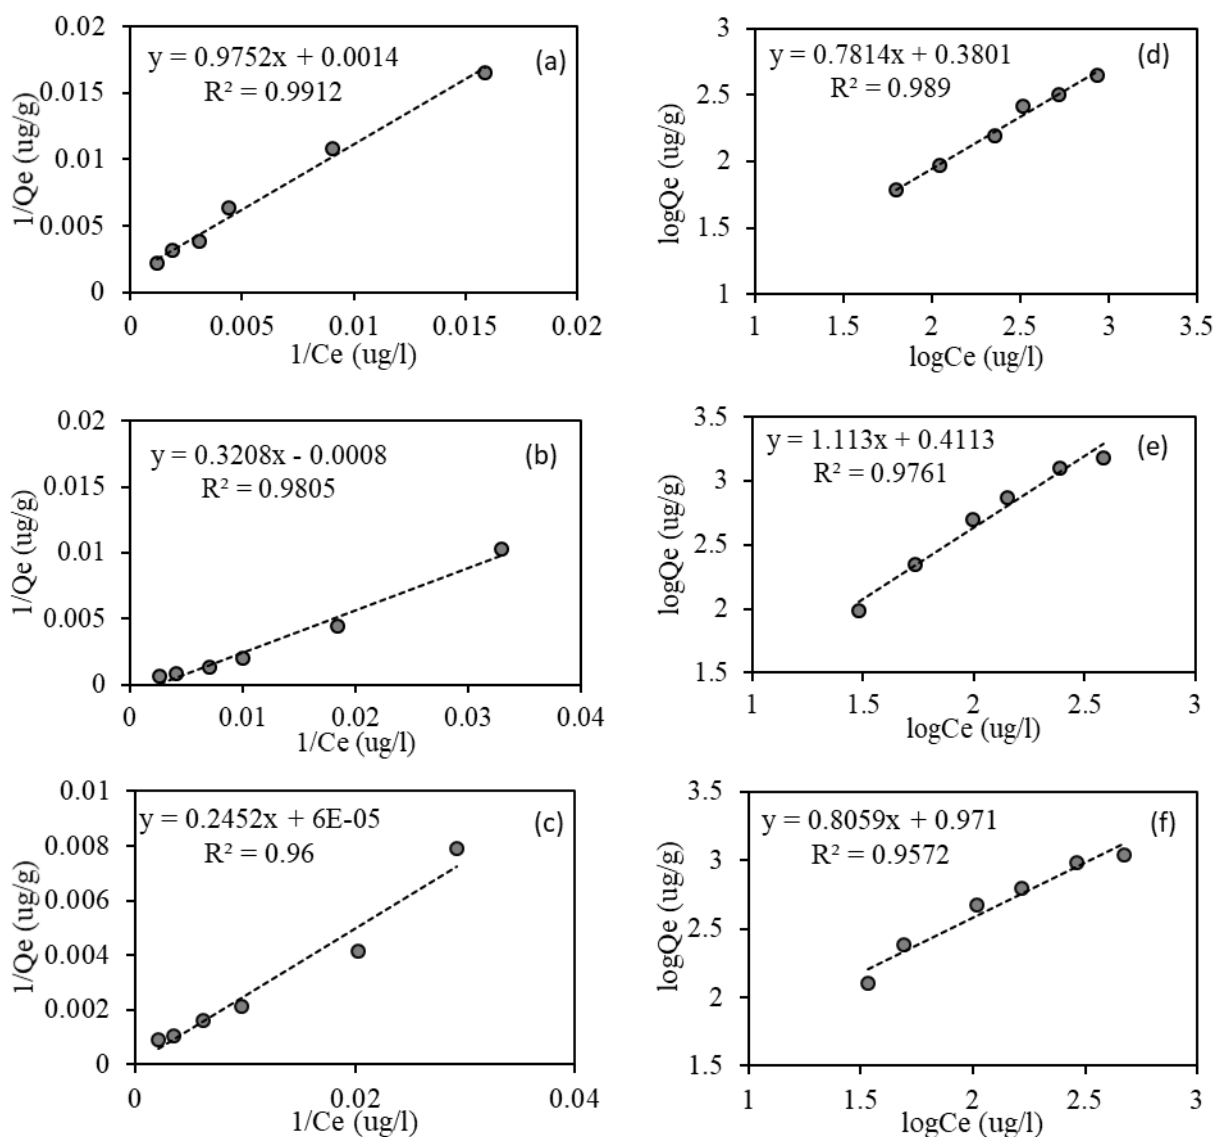 0.02
0.015
0.01
0.005
0
1/Qe (ug/g)
y = 0.9752x + 0.0014
R² = 0.9912
(a)
0 0.005 0.01 0.015 0.02
1/Ce (ug/l)
3
2.5
2
1.5
1
logQe (ug/g)
y = 0.7814x + 0.3801
R² = 0.989
(d)
1 1.5 2 2.5 3 3.5
logCe (ug/l)
0.02
0.015
0.01
0.005
0
1/Qe (ug/g)
y = 0.3208x - 0.0008
R² = 0.9805
(b)
0 0.01 0.02 0.03 0.04
1/Ce (ug/l)
3.5
3
2.5
2
1.5
logQe (ug/g)
y = 1.113x + 0.4113
R² = 0.9761
(e)
1 1.5 2 2.5 3
logCe (ug/l)
0.01
0.008
0.006
0.004
0.002
0
1/Qe (ug/g)
y = 0.2452x + 6E-05
R² = 0.96
(c)
0 0.02 0.04
1/Ce (ug/l)
3.5
3
2.5
2
1.5
logQe (ug/g)
y = 0.8059x + 0.971
R² = 0.9572
(f)
1 1.5 2 2.5 3
logCe (ug/l)